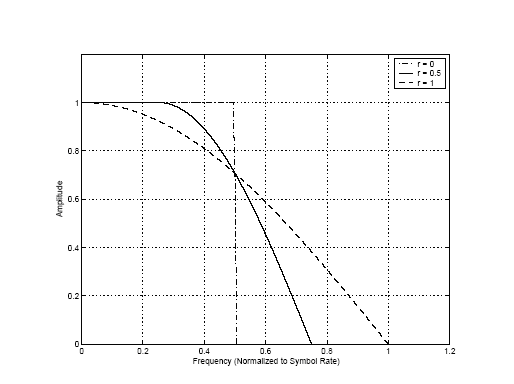 r = 0
r = 0.5
r = 1
1
0.8
0.6
0.4
0.2
0
Amplitude
0 0.2 0.4 0.6 0.8 1 1.2
Frequency (Normalized to Symbol Rate)